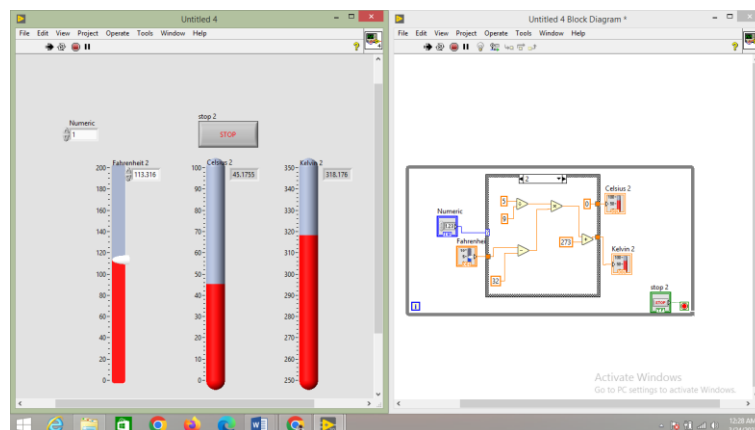 Untitled 4
File Edit View Project Operate Tools Window Help
Numeric
1
stop 2
STOP
Fahrenheit 2
113.316
200-
180-
160-
140-
120-
100-
80-
60-
40-
20-
0-
Celsius 2
45.1755
100-
90-
80-
70-
60-
50-
40-
30-
20-
10-
0-
Kelvin 2
318.176
350-
340-
330-
320-
310-
300-
290-
280-
270-
260-
250-
Untitled 4 Block Diagram *
File Edit View Project Operate Tools Window Help
2
Numeric
Fahrenhei
5
9
32
273
0
Celsius 2
Kelvin 2
stop 2
STOP
i
Activate Windows
Go to PC settings to activate Windows.